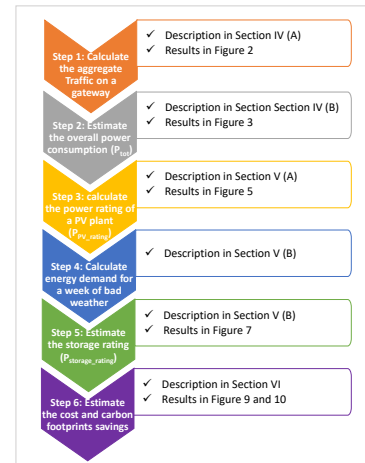 Step 1: Calculate
the aggregate
Traffic on a
gateway
✓ Description in Section IV (A)
✓ Results in Figure 2
Step 2: Estimate
the overall power
consumption (Ptot)
✓ Description in Section Section IV (B)
✓ Results in Figure 3
Step 3: calculate
the power rating of
a PV plant
(PPV_rating)
✓ Description in Section V (A)
✓ Results in Figure 5
Step 4: Calculate
energy demand for
a week of bad
weather
✓ Description in Section V (B)
Step 5: Estimate
the storage rating
(Pstorage_rating)
✓ Description in Section V (B)
✓ Results in Figure 7
Step 6: Estimate
the cost and carbon
footprints savings
✓ Description in Section VI
✓ Results in Figure 9 and 10